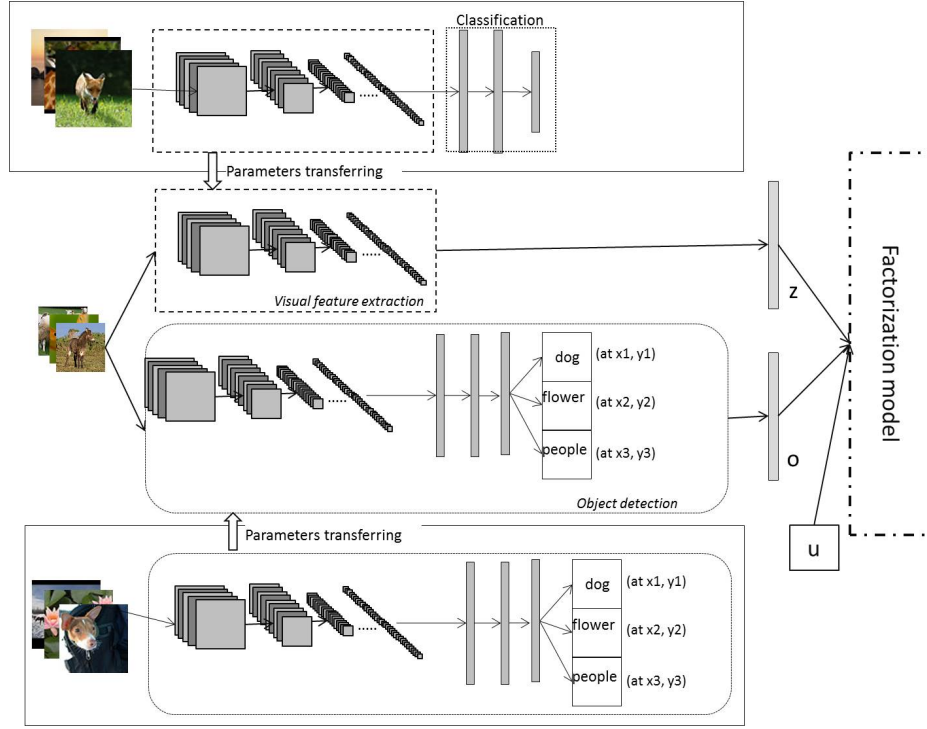 Classification
.....
Parameters transferring
.....
Visual feature extraction
z
Factorization model
.....
dog
(at x1, y1)
flower
(at x2, y2)
people
(at x3, y3)
o
Object detection
Parameters transferring
u
.....
dog
(at x1, y1)
flower
(at x2, y2)
people
(at x3, y3)